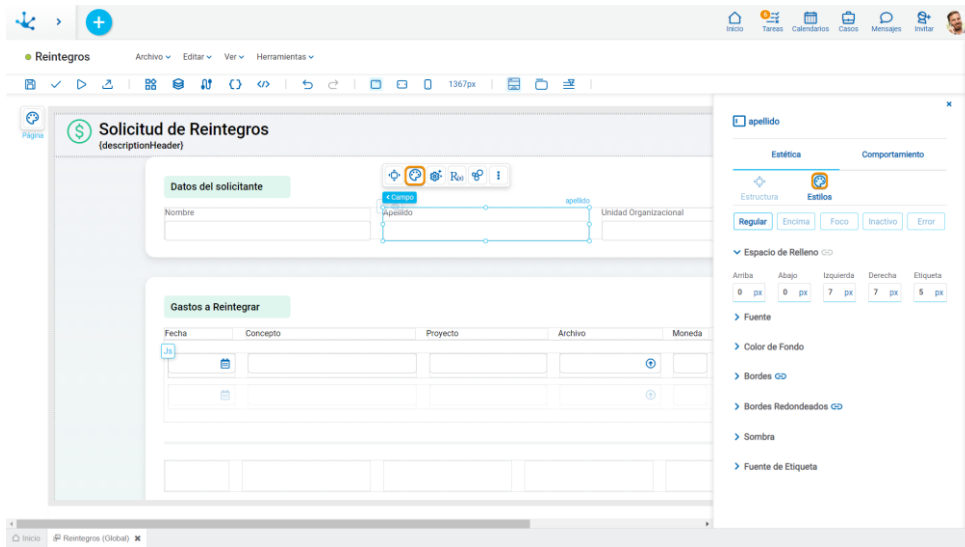 6
Inicio Tareas Calendarios Casos Mensajes Invitar
Reintegros
Archivo Editar Ver Herramientas
1367px
Página
Solicitud de Reintegros
{descriptionHeader}
Datos del solicitante
Campo
apellido
Nombre Apellido Unidad Organizacional
Gastos a Reintegrar
Fecha Concepto Proyecto Archivo Moneda
Js
apellido
Estética Comportamiento
Estructura Estilos
Regular Encima Foco Inactivo Error
Espacio de Relleno
Arriba Abajo Izquierda Derecha Etiqueta
0 px 0 px 7 px 7 px 5 px
Fuente
Color de Fondo
Bordes
Bordes Redondeados
Sombra
Fuente de Etiqueta
Inicio Reintegros (Global)